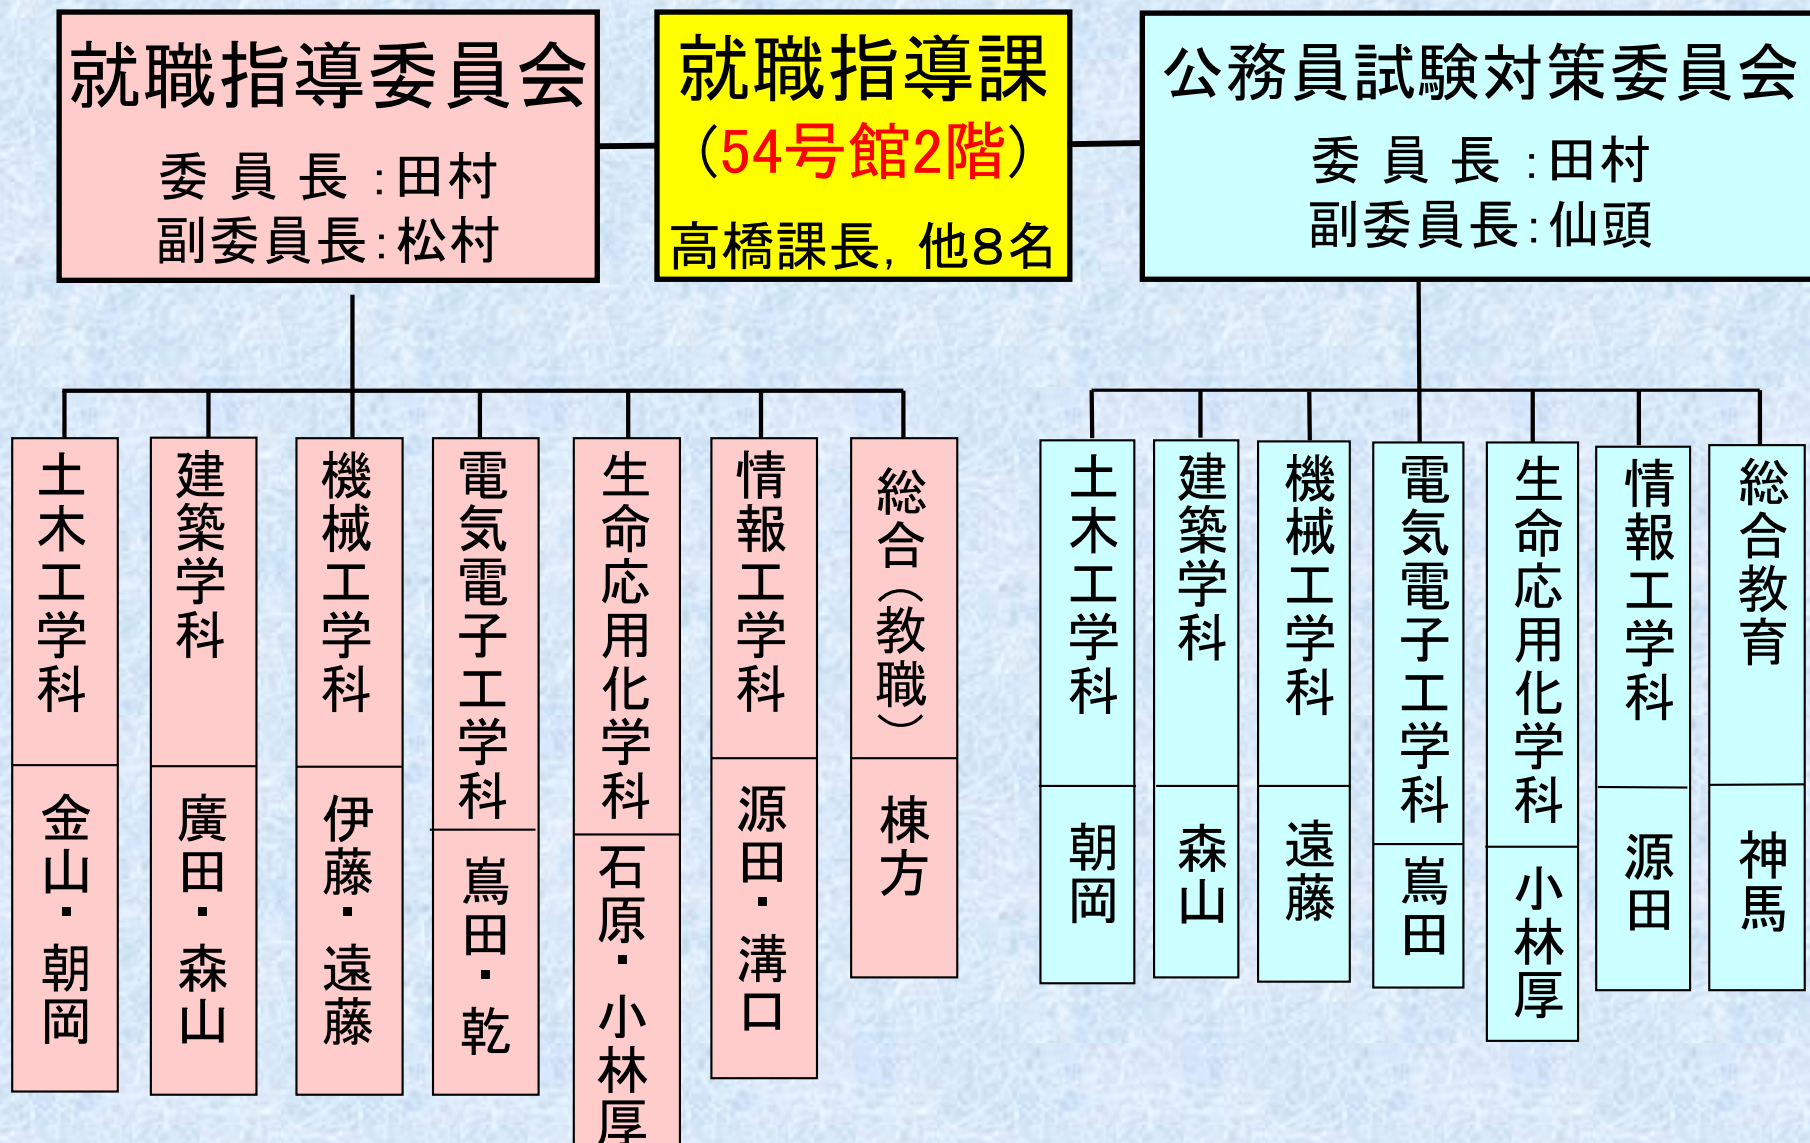 就職指導委員会
委員長:田村
副委員長:松村
就職指導課
(54号館2階)
高橋課長, 他8名
公務員試験対策委員会
委員長:田村
副委員長:仙頭
土木工学科
金山・朝岡
建築学科
廣田・森山
機械工学科
伊藤・遠藤
電気電子工学科
嶌田・乾
生命応用化学科
石原・小林厚
情報工学科
源田・溝口
総合(教職)
棟方
土木工学科
朝岡
建築学科
森山
機械工学科
遠藤
電気電子工学科
嶌田
生命応用化学科
小林厚
情報工学科
源田
総合教育
神馬